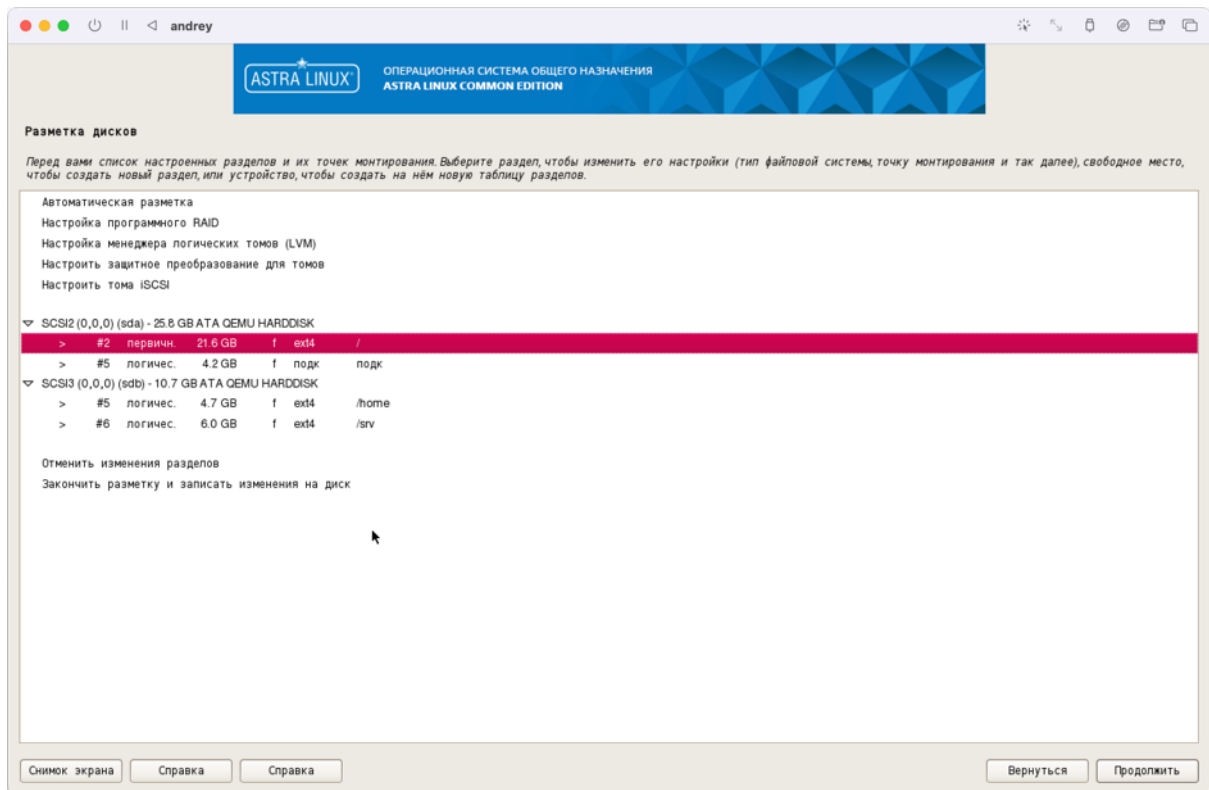 andrey
ASTRA LINUX®
ОПЕРАЦИОННАЯ СИСТЕМА ОБЩЕГО НАЗНАЧЕНИЯ
ASTRA LINUX COMMON EDITION
Разметка дисков
Перед вами список настроенных разделов и их точек монтирования. Выберите раздел, чтобы изменить его настройки (тип файловой системы, точку монтирования и так далее), свободное место,
чтобы создать новый раздел, или устройство, чтобы создать на нём новую таблицу разделов.
Автоматическая разметка
Настройка программного RAID
Настройка менеджера логических томов (LVM)
Настроить защитное преобразование для томов
Настроить тома iSCSI
SCSI2 (0,0,0) (sda) - 25.8 GB ATA QEMU HARDDISK
> #2 первичн. 21.6 GB f ext4 /
> #5 логичес. 4.2 GB f подк подк
SCSI3 (0,0,0) (sdb) - 10.7 GB ATA QEMU HARDDISK
> #5 логичес. 4.7 GB f ext4 /home
> #6 логичес. 6.0 GB f ext4 /srv
Отменить изменения разделов
Закончить разметку и записать изменения на диск
Снимок экрана Справка Справка Вернуться Продолжить